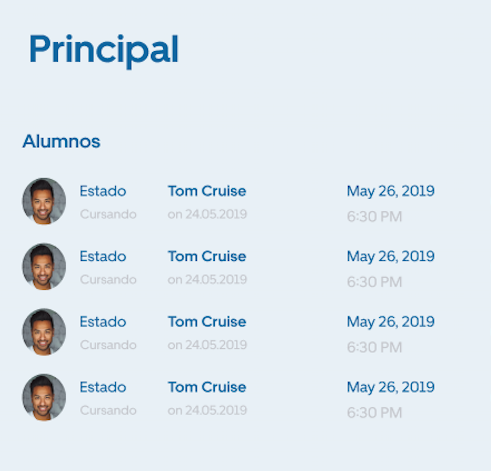 Principal
Alumnos
Estado Tom Cruise May 26, 2019
Cursando on 24.05.2019 6:30 PM
Estado Tom Cruise May 26, 2019
Cursando on 24.05.2019 6:30 PM
Estado Tom Cruise May 26, 2019
Cursando on 24.05.2019 6:30 PM
Estado Tom Cruise May 26, 2019
Cursando on 24.05.2019 6:30 PM